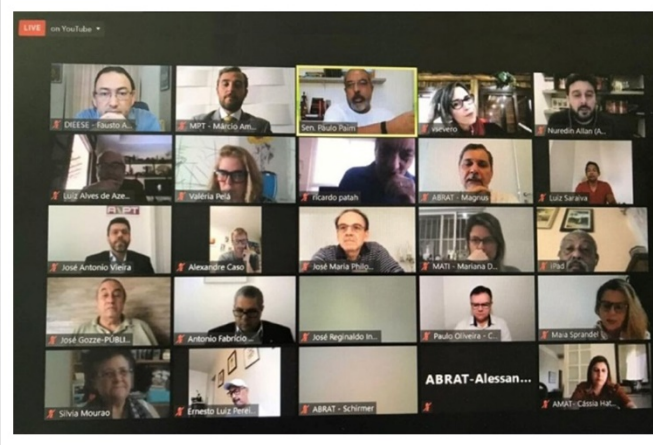 LIVE on YouTube
DIEESE - Fausto A...
MPT - Márcio Am...
Sen. Paulo Paim
vsevero
Nuredin Allan (A...
Luiz Alves de Aze...
Valéria Pelá
ricardo patah
ABRAT - Magnus
Luiz Saraiva
José Antonio Vieira
Alexandre Caso
José Maria Philo...
MATI - Mariana D...
iPad
José Gozze-PÚBLI...
Antonio Fabrício...
José Reginaldo In...
Paulo Oliveira - C...
Maia Sprandel
Silvia Mourao
Ernesto Luiz Perei...
ABRAT - Schirmer
ABRAT-Alessan...
AMAT- Cássia Hat...